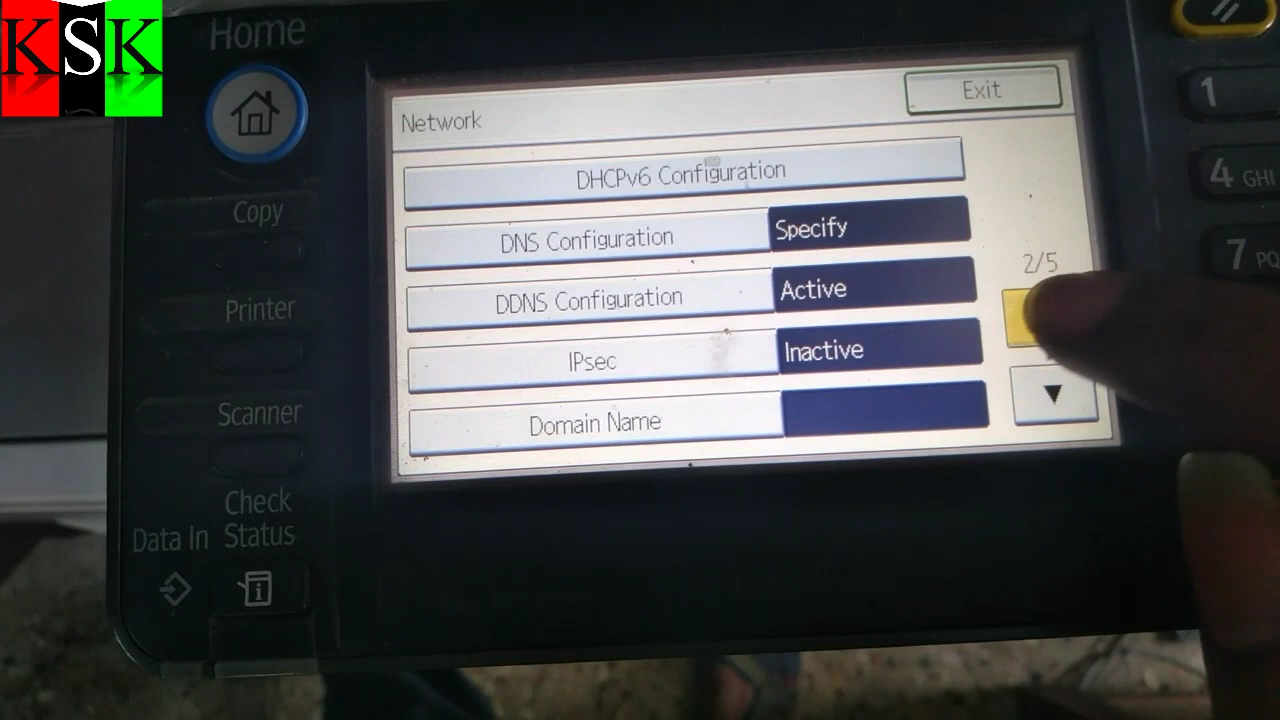 KSK
Home
Exit
1
Network
DHCPv6 Configuration
4 GHI
Copy
DNS Configuration Specify
7 PQ
2/5
DDNS Configuration Active
Printer
IPsec Inactive
▼
Scanner
Domain Name
Check
Status
Data In